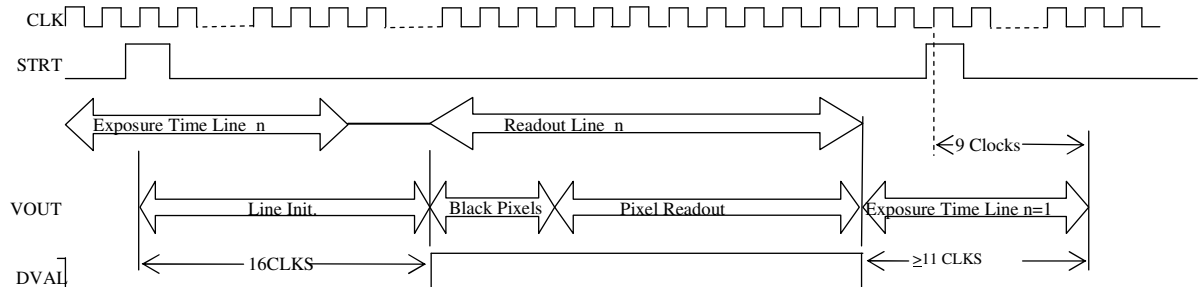 CLK
STRT
Exposure Time Line n
Readout Line n
9 Clocks
VOUT
Line Init.
Black Pixels
Pixel Readout
Exposure Time Line n=1
DVAL
16CLKS
≥11 CLKS